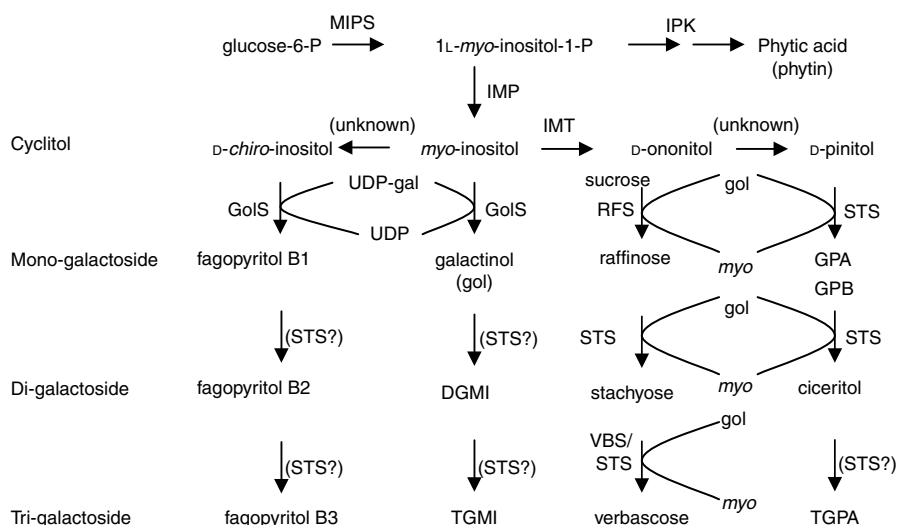 MIPS
IPK
glucose-6-P
1L-myo-inositol-1-P
Phytic acid
(phytin)
IMP
Cyclitol
(unknown)
IMT
(unknown)
D-chiro-inositol
myo-inositol
D-ononitol
D-pinitol
UDP-gal
sucrose
gol
GolS
GolS
RFS
STS
UDP
Mono-galactoside
fagopyritol B1
galactinol
(gol)
raffinose
myo
GPA
GPB
gol
(STS?)
(STS?)
STS
STS
Di-galactoside
fagopyritol B2
DGMI
stachyose
myo
ciceritol
gol
VBS/
STS
(STS?)
(STS?)
(STS?)
myo
Tri-galactoside
fagopyritol B3
TGMI
verbascose
TGPA